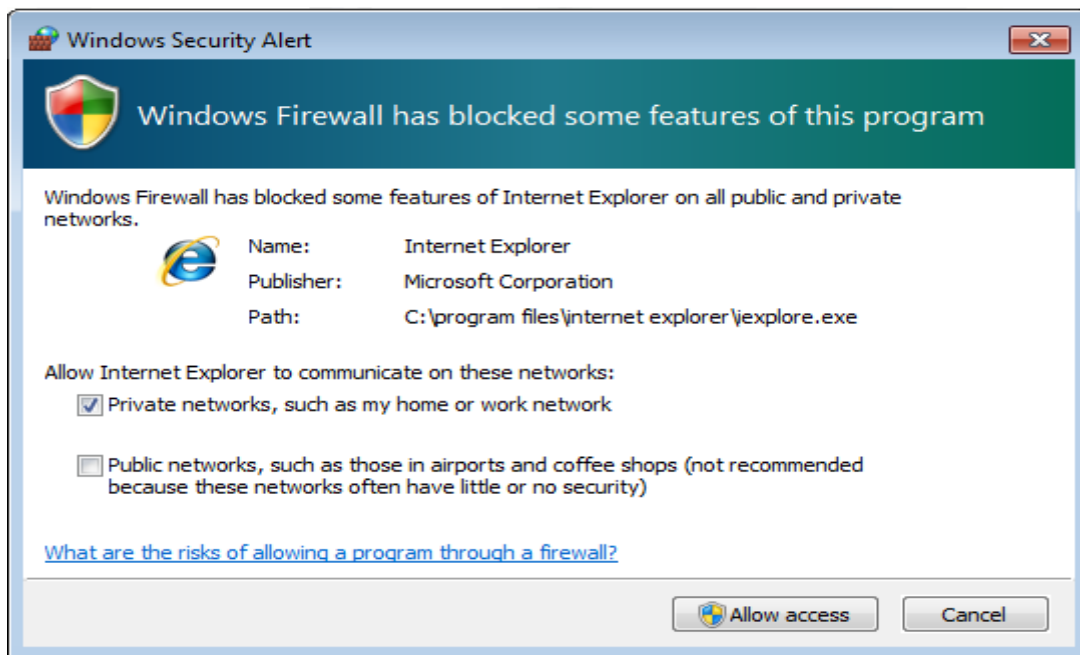 Windows Security Alert
Windows Firewall has blocked some features of this program
Windows Firewall has blocked some features of Internet Explorer on all public and private
networks.
Name: Internet Explorer
Publisher: Microsoft Corporation
Path: C:\program files\internet explorer\iexplore.exe
Allow Internet Explorer to communicate on these networks:
Private networks, such as my home or work network
Public networks, such as those in airports and coffee shops (not recommended
because these networks often have little or no security)
What are the risks of allowing a program through a firewall?
Allow access Cancel